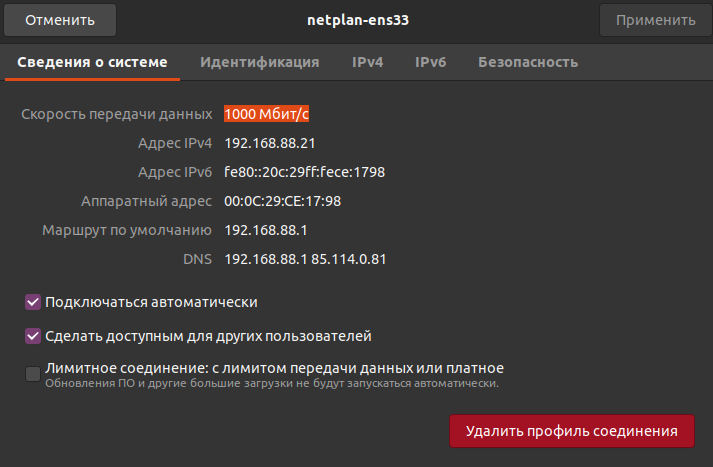 Отменить netplan-ens33 Применить
Сведения о системе Идентификация IPv4 IPv6 Безопасность
Скорость передачи данных 1000 Мбит/с
Адрес IPv4 192.168.88.21
Адрес IPv6 fe80::20c:29ff:fece:1798
Аппаратный адрес 00:0C:29:CE:17:98
Маршрут по умолчанию 192.168.88.1
DNS 192.168.88.1 85.114.0.81
Подключаться автоматически
Сделать доступным для других пользователей
Лимитное соединение: с лимитом передачи данных или платное
Обновления ПО и другие большие загрузки не будут запускаться автоматически.
Удалить профиль соединения